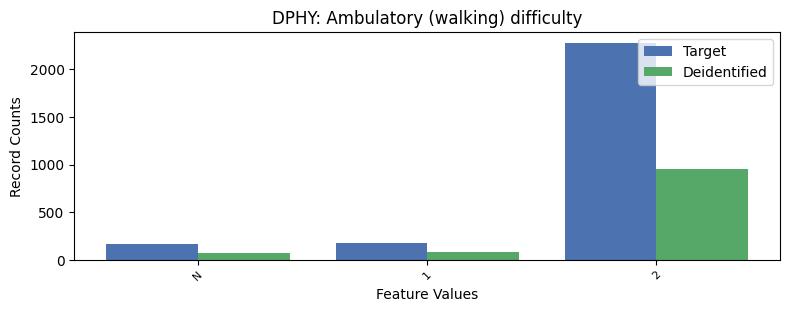 DPHY: Ambulatory (walking) difficulty
Target
Deidentified
Record Counts
2000
1500
1000
500
0
N
1
2
Feature Values